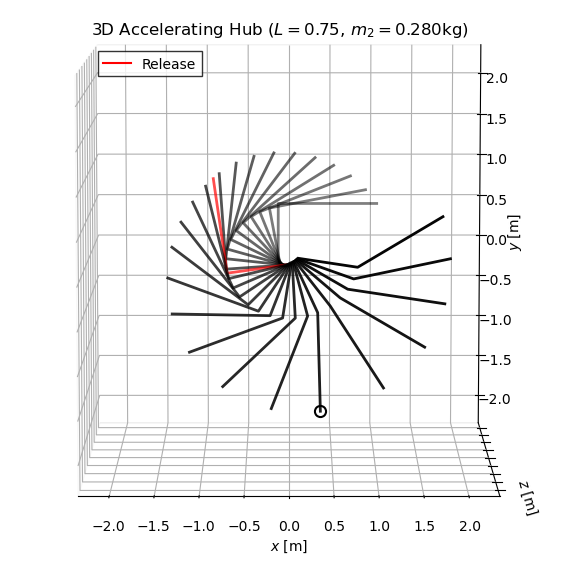 3D Accelerating Hub (L = 0.75, m₂ = 0.280kg)
Release
2.0
1.5
1.0
0.5
0.0
y [m]
−0.5
−1.0
−1.5
−2.0
z [m]
−2.0 −1.5 −1.0 −0.5 0.0 0.5 1.0 1.5 2.0
x [m]